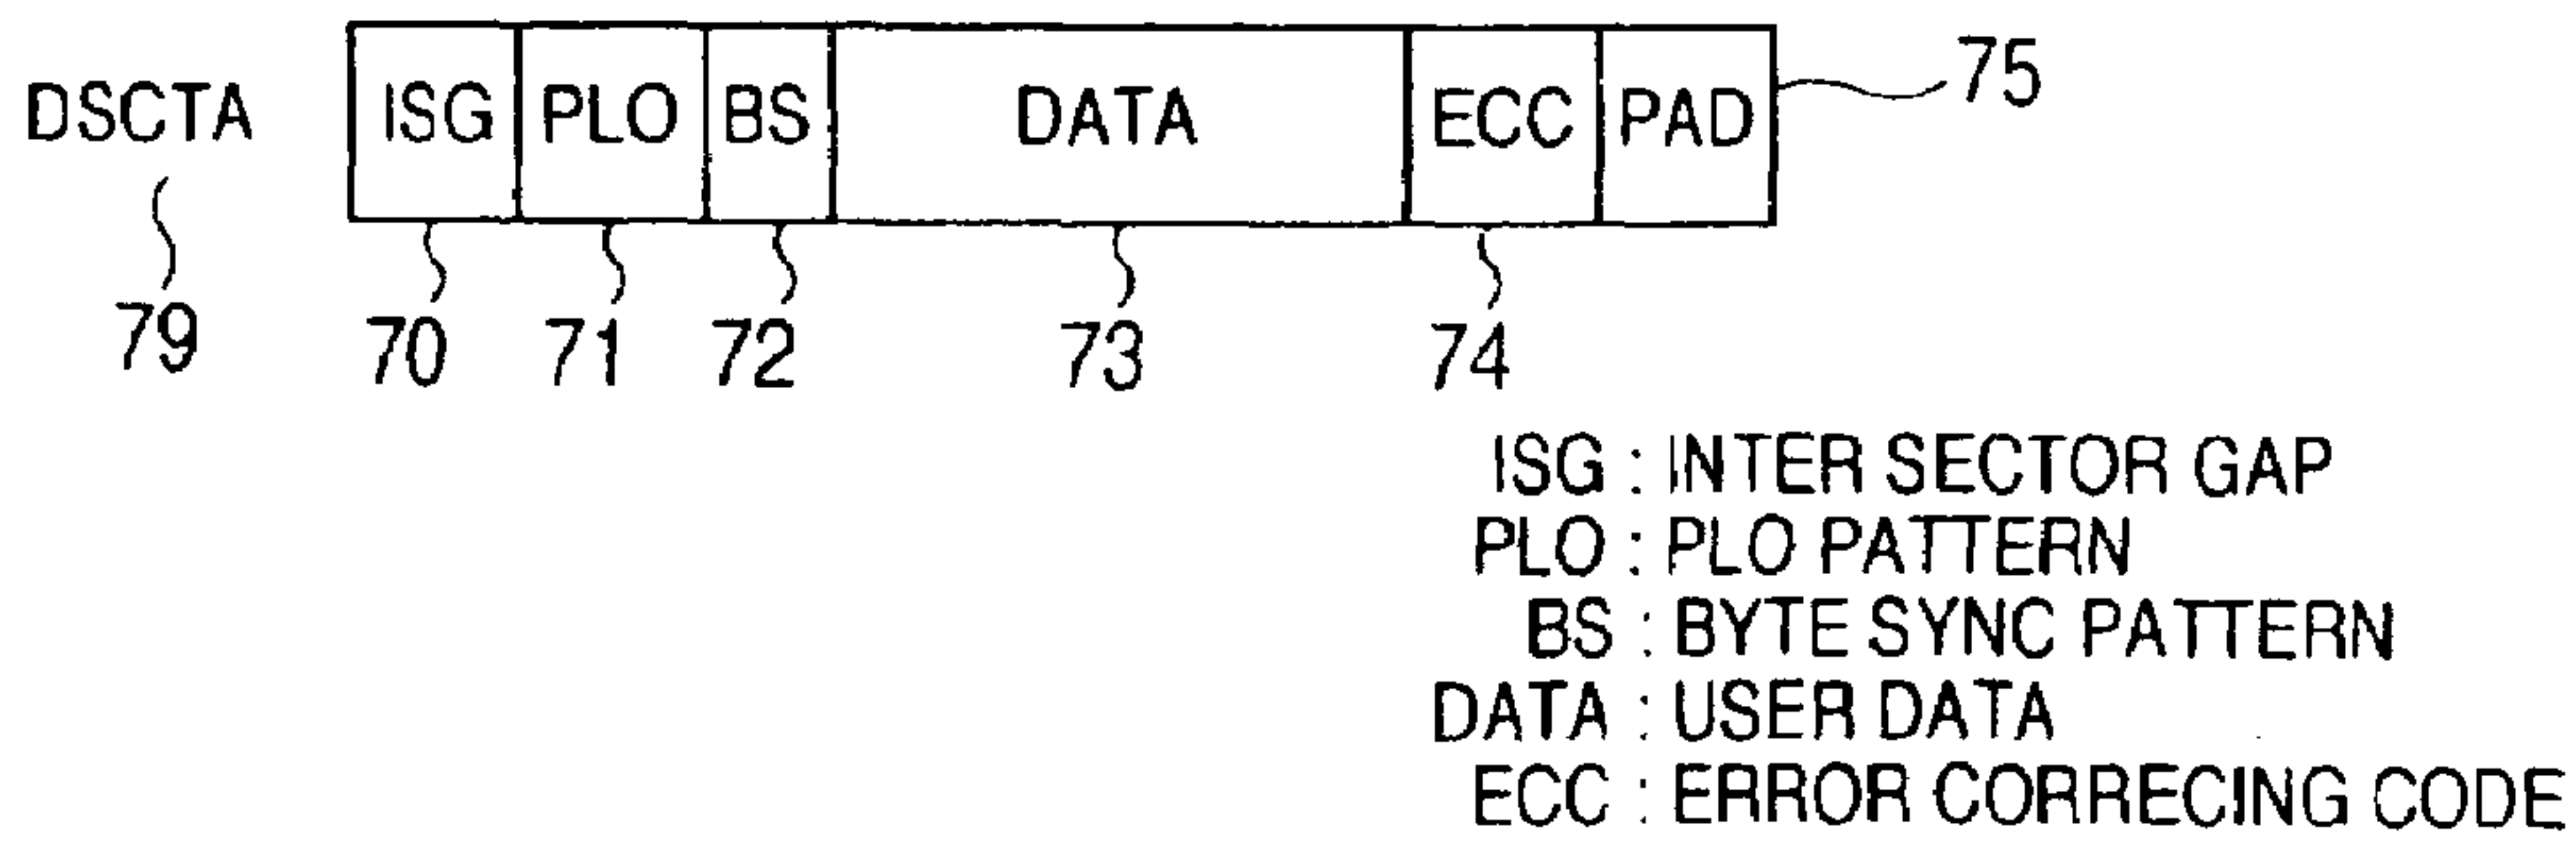 DSCTA ISG PLO BS DATA ECC PAD 75
79 70 71 72 73 74
ISG : INTER SECTOR GAP
PLO : PLO PATTERN
BS : BYTE SYNC PATTERN
DATA : USER DATA
ECC : ERROR CORRECING CODE